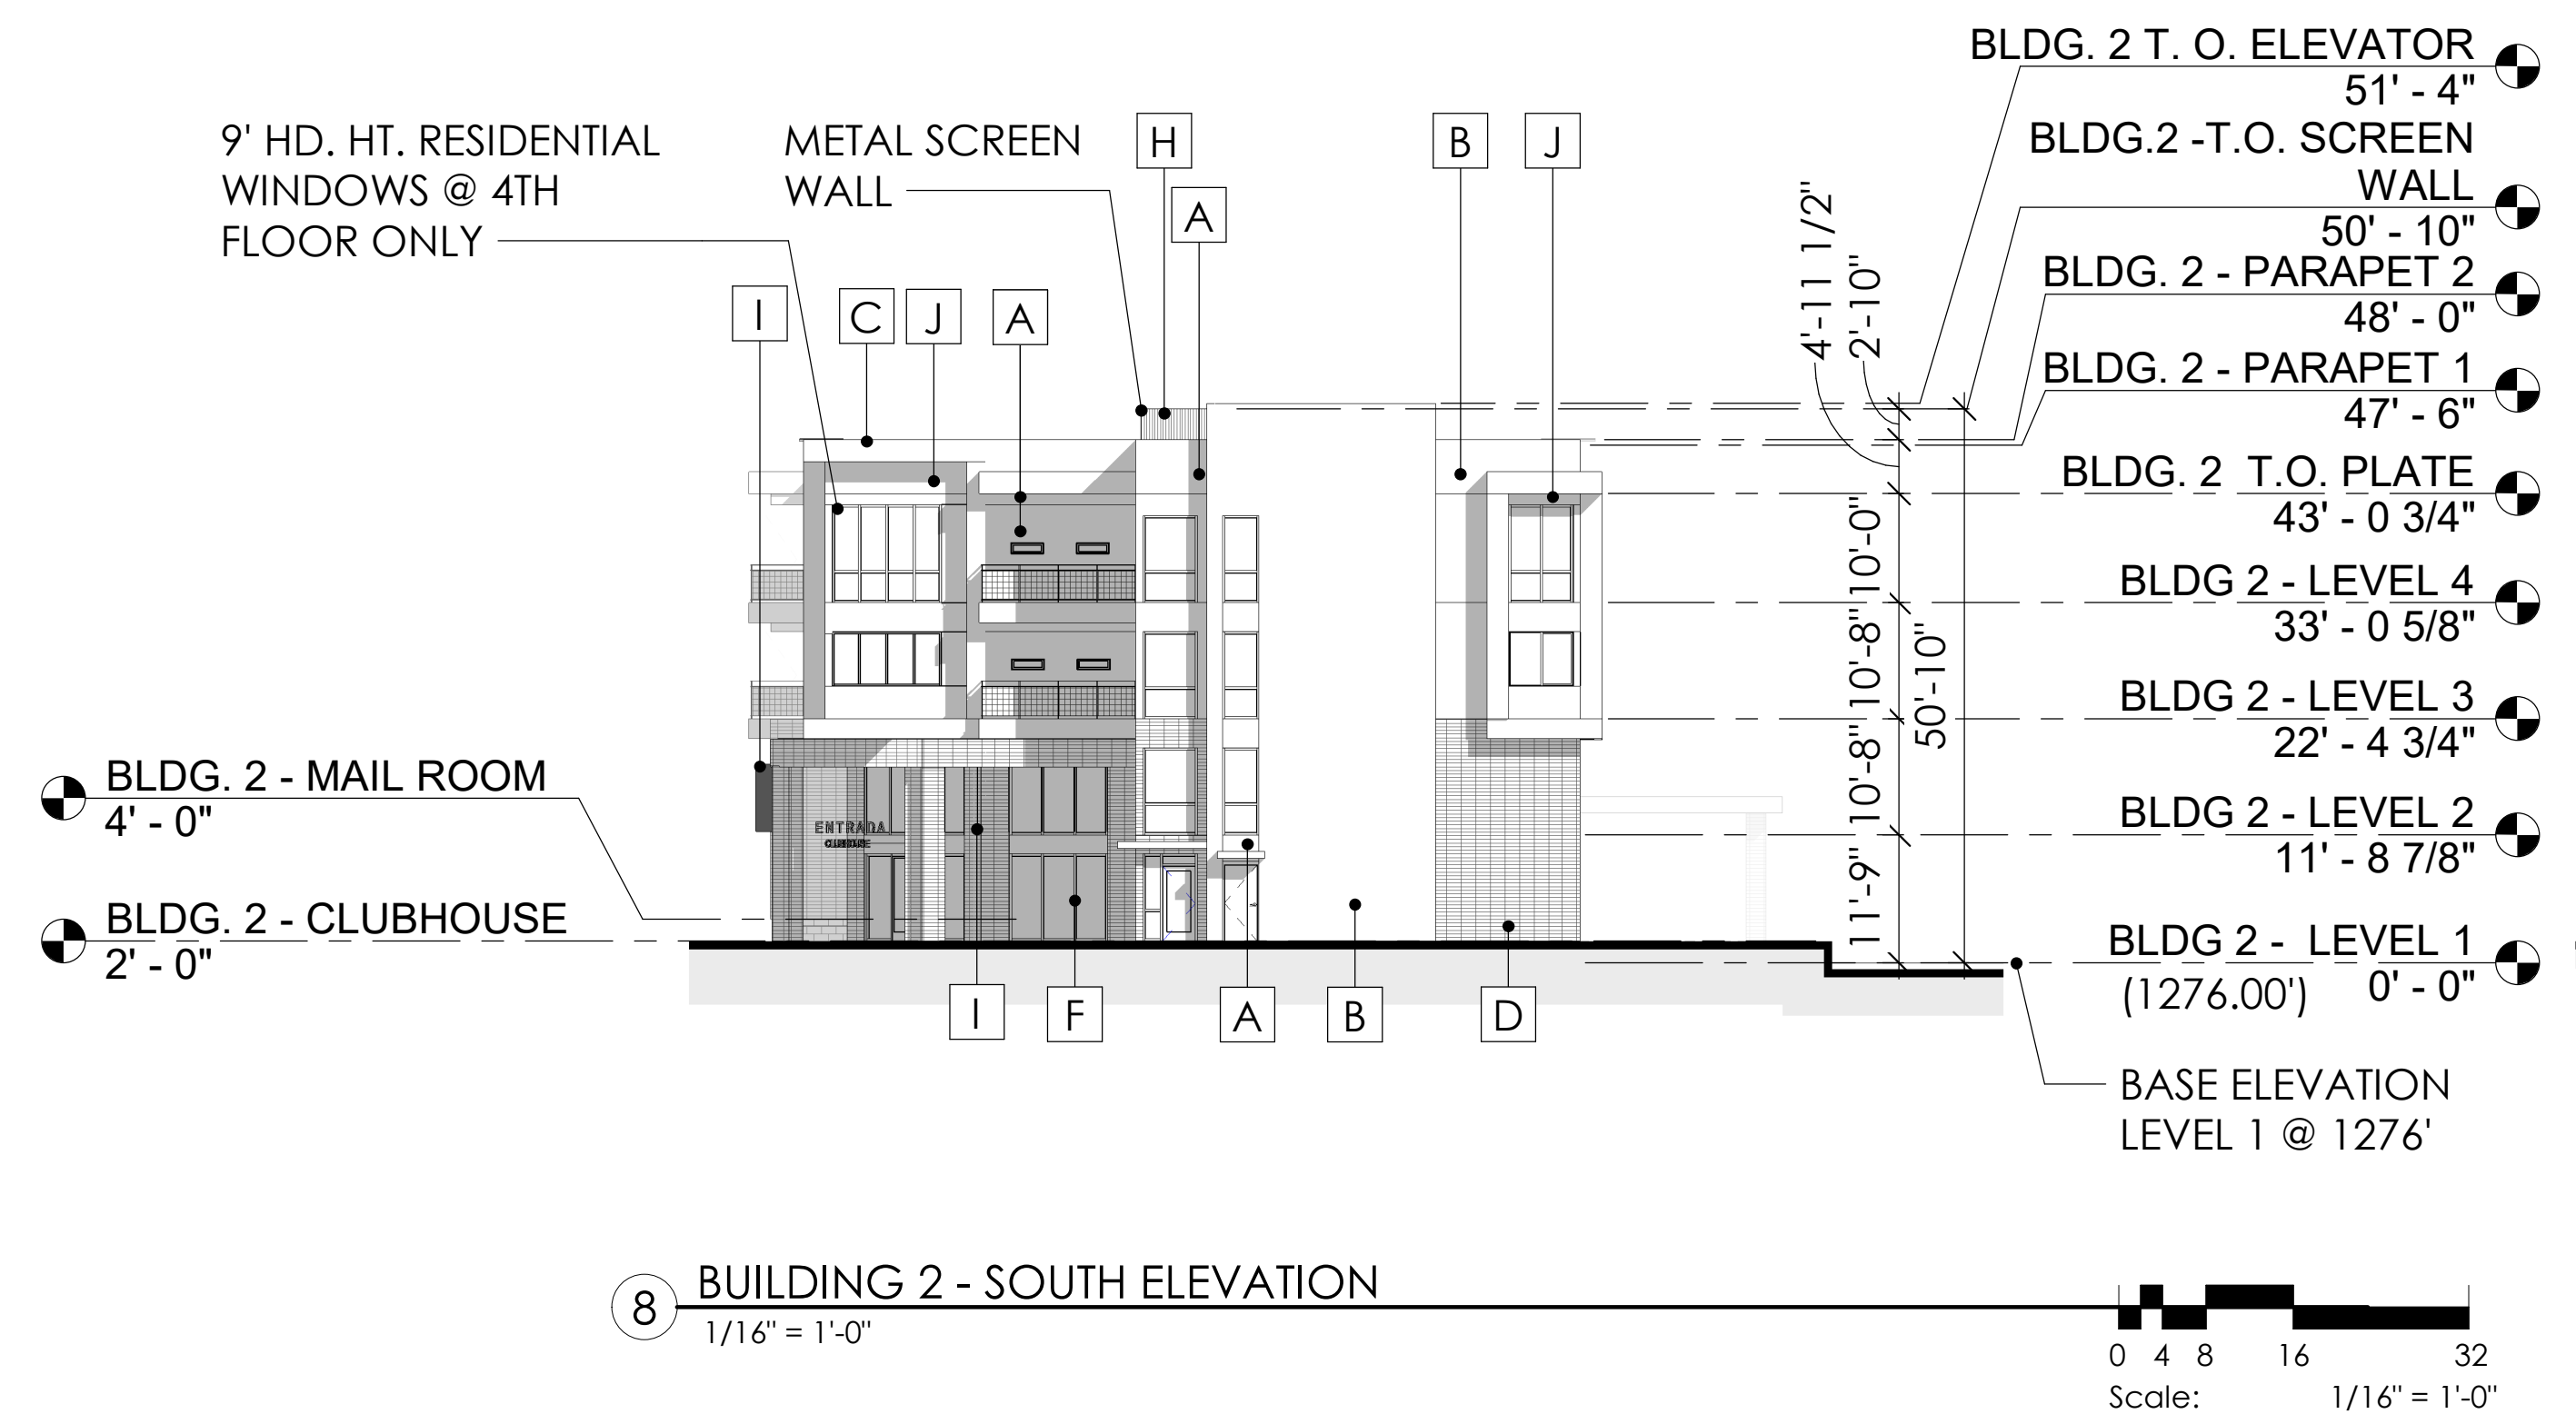 BLDG. 2 T. O. ELEVATOR
51' - 4"
BLDG.2 -T.O. SCREEN
WALL
50' - 10"
BLDG. 2 - PARAPET 2
48' - 0"
BLDG. 2 - PARAPET 1
47' - 6"
BLDG. 2 T.O. PLATE
43' - 0 3/4"
BLDG 2 - LEVEL 4
33' - 0 5/8"
BLDG 2 - LEVEL 3
22' - 4 3/4"
BLDG 2 - LEVEL 2
11' - 8 7/8"
BLDG 2 - LEVEL 1
(1276.00') 0' - 0"
BASE ELEVATION
LEVEL 1 @ 1276'
9' HD. HT. RESIDENTIAL
WINDOWS @ 4TH
FLOOR ONLY
METAL SCREEN
WALL
H
A
B
J
I
C
J
A
4'-11 1/2"
2'-10"
10'-0"
10'-8"
10'-8"
11'-9"
50'-10"
BLDG. 2 - MAIL ROOM
4' - 0"
BLDG. 2 - CLUBHOUSE
2' - 0"
ENTRADA
CLUBHOUSE
I
F
A
B
D
8
BUILDING 2 - SOUTH ELEVATION
1/16" = 1'-0"
0 4 8 16 32
Scale: 1/16" = 1'-0"